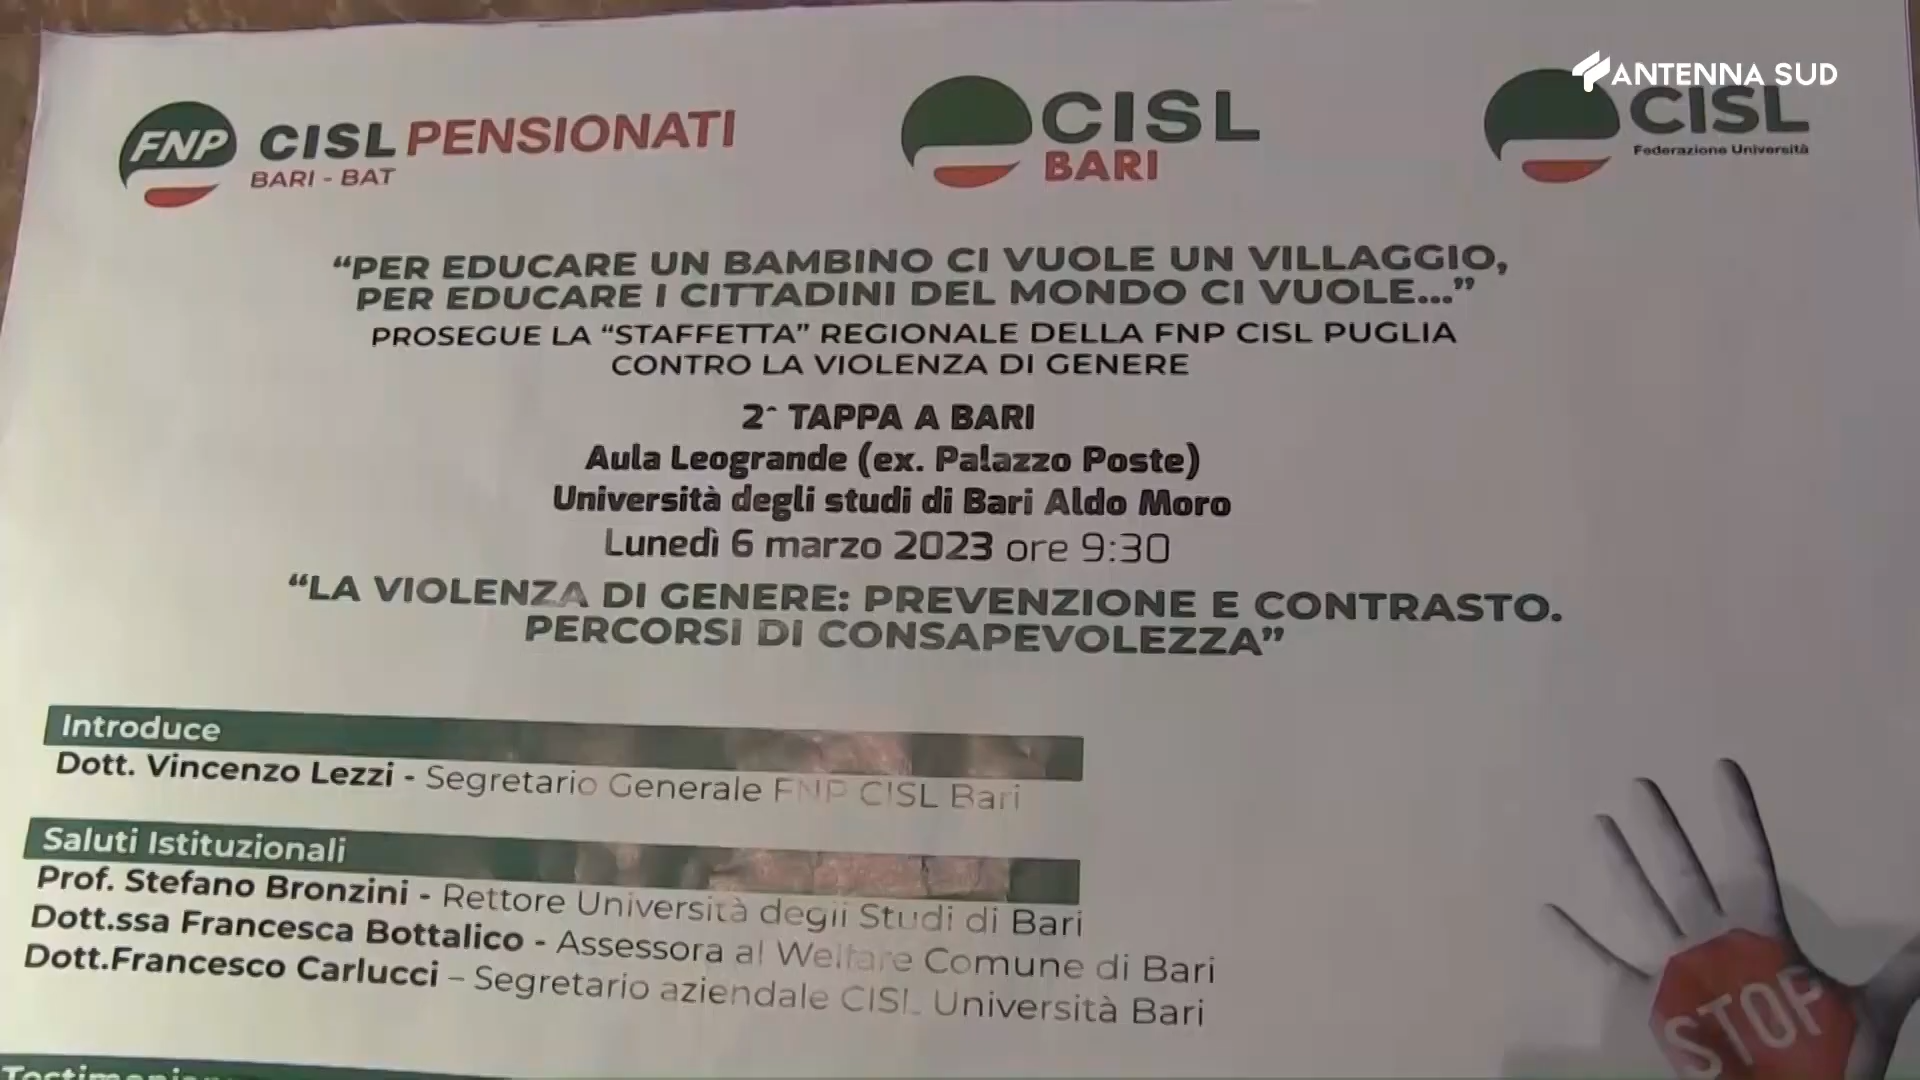 ANTENNA SUD
FNP CISL PENSIONATI
BARI - BAT
CISL
BARI
CISL
Federazione Università
“PER EDUCARE UN BAMBINO CI VUOLE UN VILLAGGIO,
PER EDUCARE I CITTADINI DEL MONDO CI VUOLE...”
PROSEGUE LA “STAFFETTA” REGIONALE DELLA FNP CISL PUGLIA
CONTRO LA VIOLENZA DI GENERE
2^ TAPPA A BARI
Aula Leogrande (ex. Palazzo Poste)
Università degli studi di Bari Aldo Moro
Lunedì 6 marzo 2023 ore 9:30
“LA VIOLENZA DI GENERE: PREVENZIONE E CONTRASTO.
PERCORSI DI CONSAPEVOLEZZA”
Introduce
Dott. Vincenzo Lezzi - Segretario Generale FNP CISL Bari
Saluti Istituzionali
Prof. Stefano Bronzini - Rettore Università degli Studi di Bari
Dott.ssa Francesca Bottalico - Assessora al Welfare Comune di Bari
Dott.Francesco Carlucci – Segretario aziendale CISL Università Bari
STOP